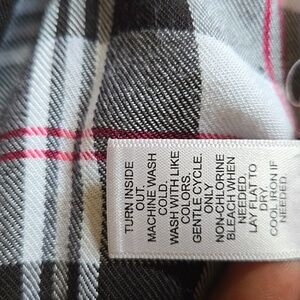 TURN INSIDE
OUT.
MACHINE WASH
COLD.
WASH WITH LIKE
COLORS.
GENTLE CYCLE.
ONLY
NON-CHLORINE
BLEACH WHEN
NEEDED.
LAY FLAT TO
DRY.
COOL IRON IF
NEEDED.